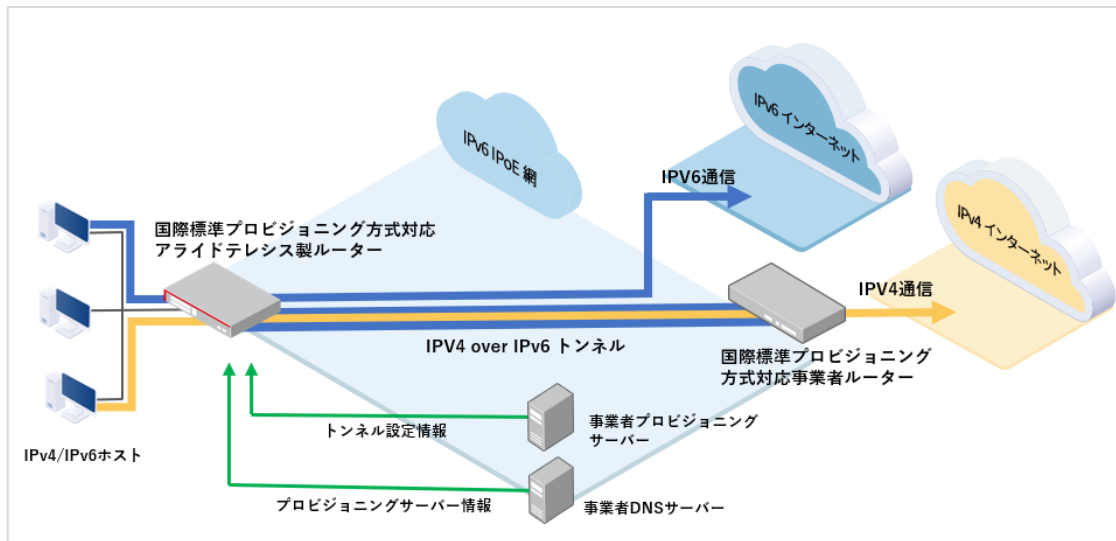 IPv6 IPoE 網
IPv6 インターネット
IPV6通信
IPv4 インターネット
国際標準プロビジョニング方式対応
アライドテレシス製ルーター
IPV4通信
IPV4 over IPv6 トンネル
国際標準プロビジョニング
方式対応事業者ルーター
トンネル設定情報
事業者プロビジョニング
サーバー
IPv4/IPv6ホスト
プロビジョニングサーバー情報
事業者DNSサーバー